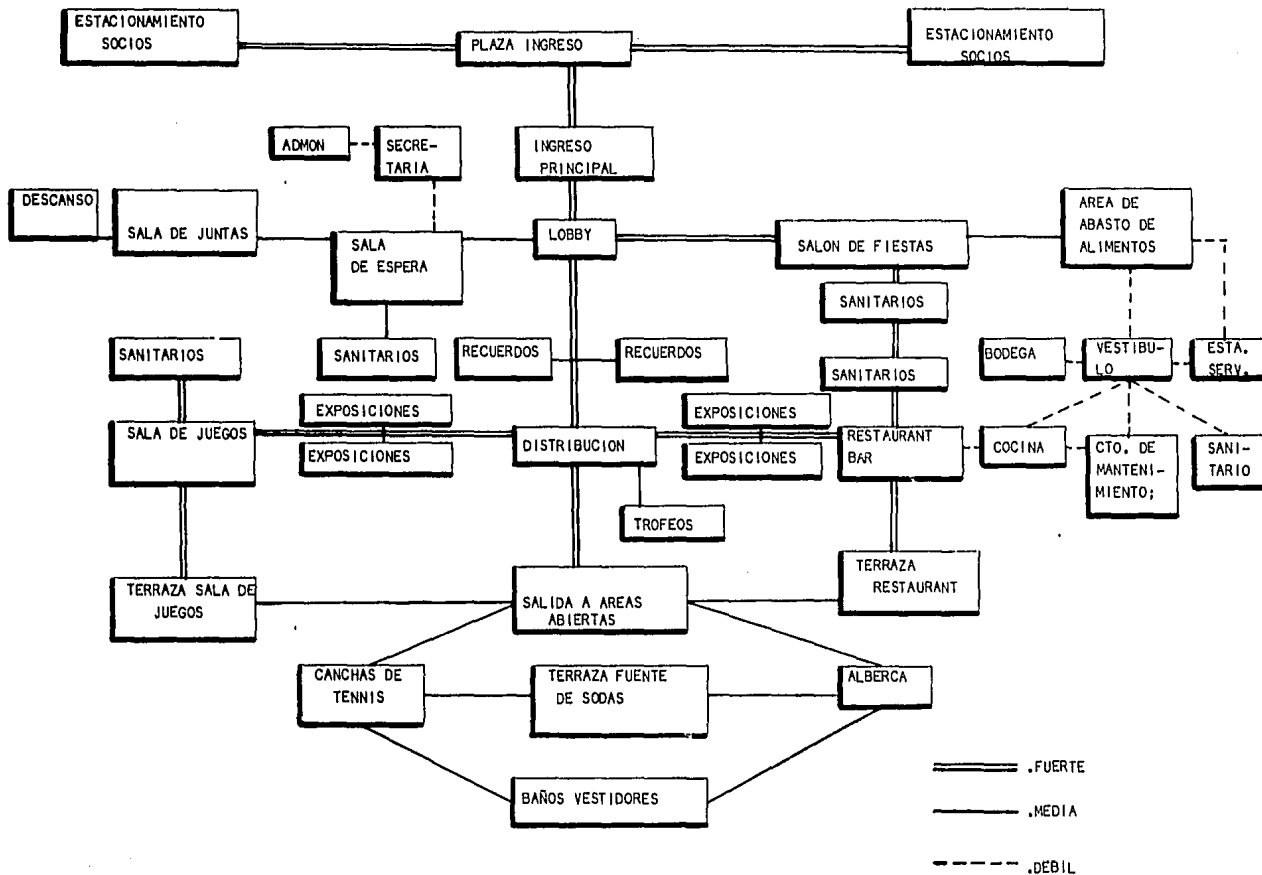 ESTACIONAMIENTO
SOCIOS
PLAZA INGRESO
ESTACIONAMIENTO
SOCIOS
ADMON
SECRE-
TARIA
INGRESO
PRINCIPAL
DESCANSO
SALA DE JUNTAS
SALA
DE ESPERA
LOBBY
SALON DE FIESTAS
AREA DE
ABASTO DE
ALIMENTOS
SANITARIOS
SANITARIOS
SANITARIOS
RECUERDOS
RECUERDOS
SANITARIOS
BODEGA
VESTIBU-
LO
ESTA.
SERV.
SALA DE JUEGOS
EXPOSICIONES
EXPOSICIONES
DISTRIBUCION
EXPOSICIONES
EXPOSICIONES
RESTAURANT
BAR
COCINA
CTO. DE
MANTENI-
MIENTO;
SANI-
TARIO
TROFEOS
TERRAZA SALA DE
JUEGOS
SALIDA A AREAS
ABIERTAS
TERRAZA
RESTAURANT
CANCHAS DE
TENNIS
TERRAZA FUENTE
DE SODAS
ALBERCA
BAÑOS VESTIDORES
.FUERTE
.MEDIA
.DEBIL